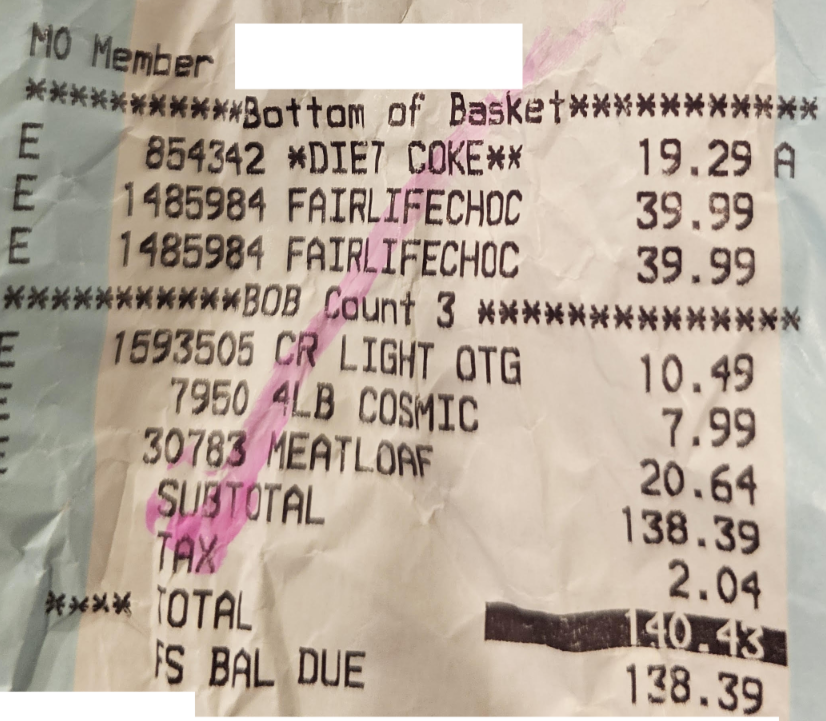 MO Member
***********Bottom of Basket***********
E 854342 *DIET COKE** 19.29 A
E 1485984 FAIRLIFECHOC 39.99
E 1485984 FAIRLIFECHOC 39.99
***********BOB Count 3 **************
E 1593505 CR LIGHT OTG 10.49
E 7950 4LB COSMIC 7.99
E 30783 MEATLOAF 20.64
SUBTOTAL 138.39
TAX 2.04
**** TOTAL 140.43
FS BAL DUE 138.39